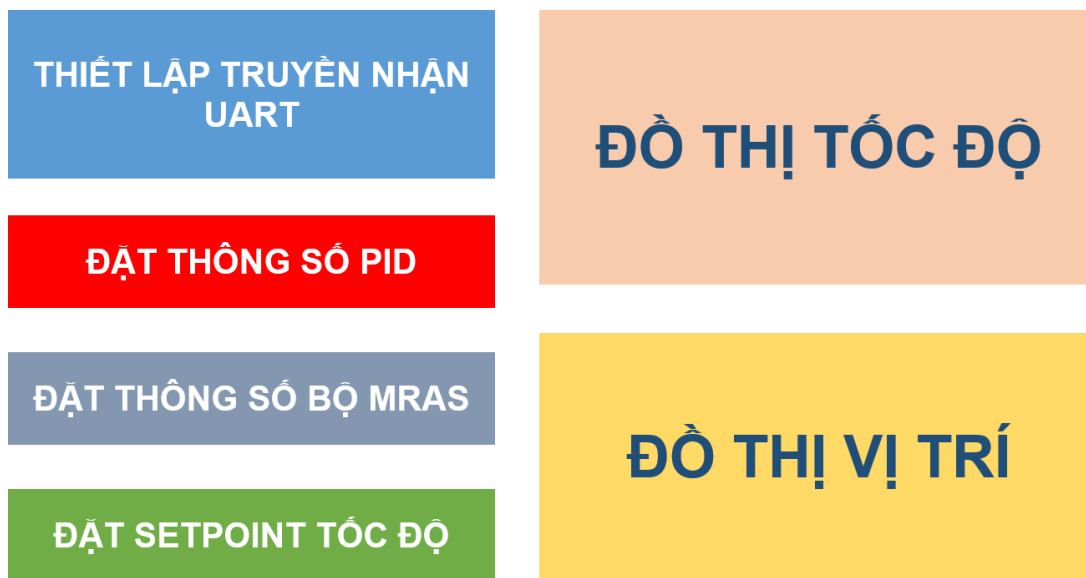 THIẾT LẬP TRUYỀN NHẬN
UART
ĐẶT THÔNG SỐ PID
ĐẶT THÔNG SỐ BỘ MRAS
ĐẶT SETPOINT TỐC ĐỘ
ĐỒ THỊ TỐC ĐỘ
ĐỒ THỊ VỊ TRÍ